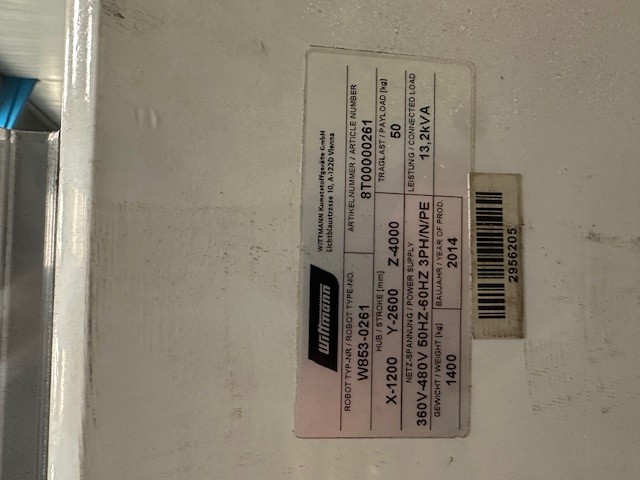 Wittmann
WITTMANN Kunststoffgeräte GmbH
Lichtblaustrasse 10, A-1220 Vienna
ROBOT TYP-NR / ROBOT TYPE-NO.
ARTIKELNUMMER / ARTICLE NUMBER
W853-0261
8T00000261
HUB / STROKE [mm]
TRAGLAST / PAYLOAD [kg]
X-1200 Y-2600 Z-4000
50
NETZ-SPANNUNG / POWER SUPPLY
LEISTUNG / CONNECTED LOAD
360V-480V 50HZ-60HZ 3PH/N/PE
13,2kVA
GEWICHT / WEIGHT [kg]
BAUJAHR / YEAR OF PROD.
1400
2014
2956205